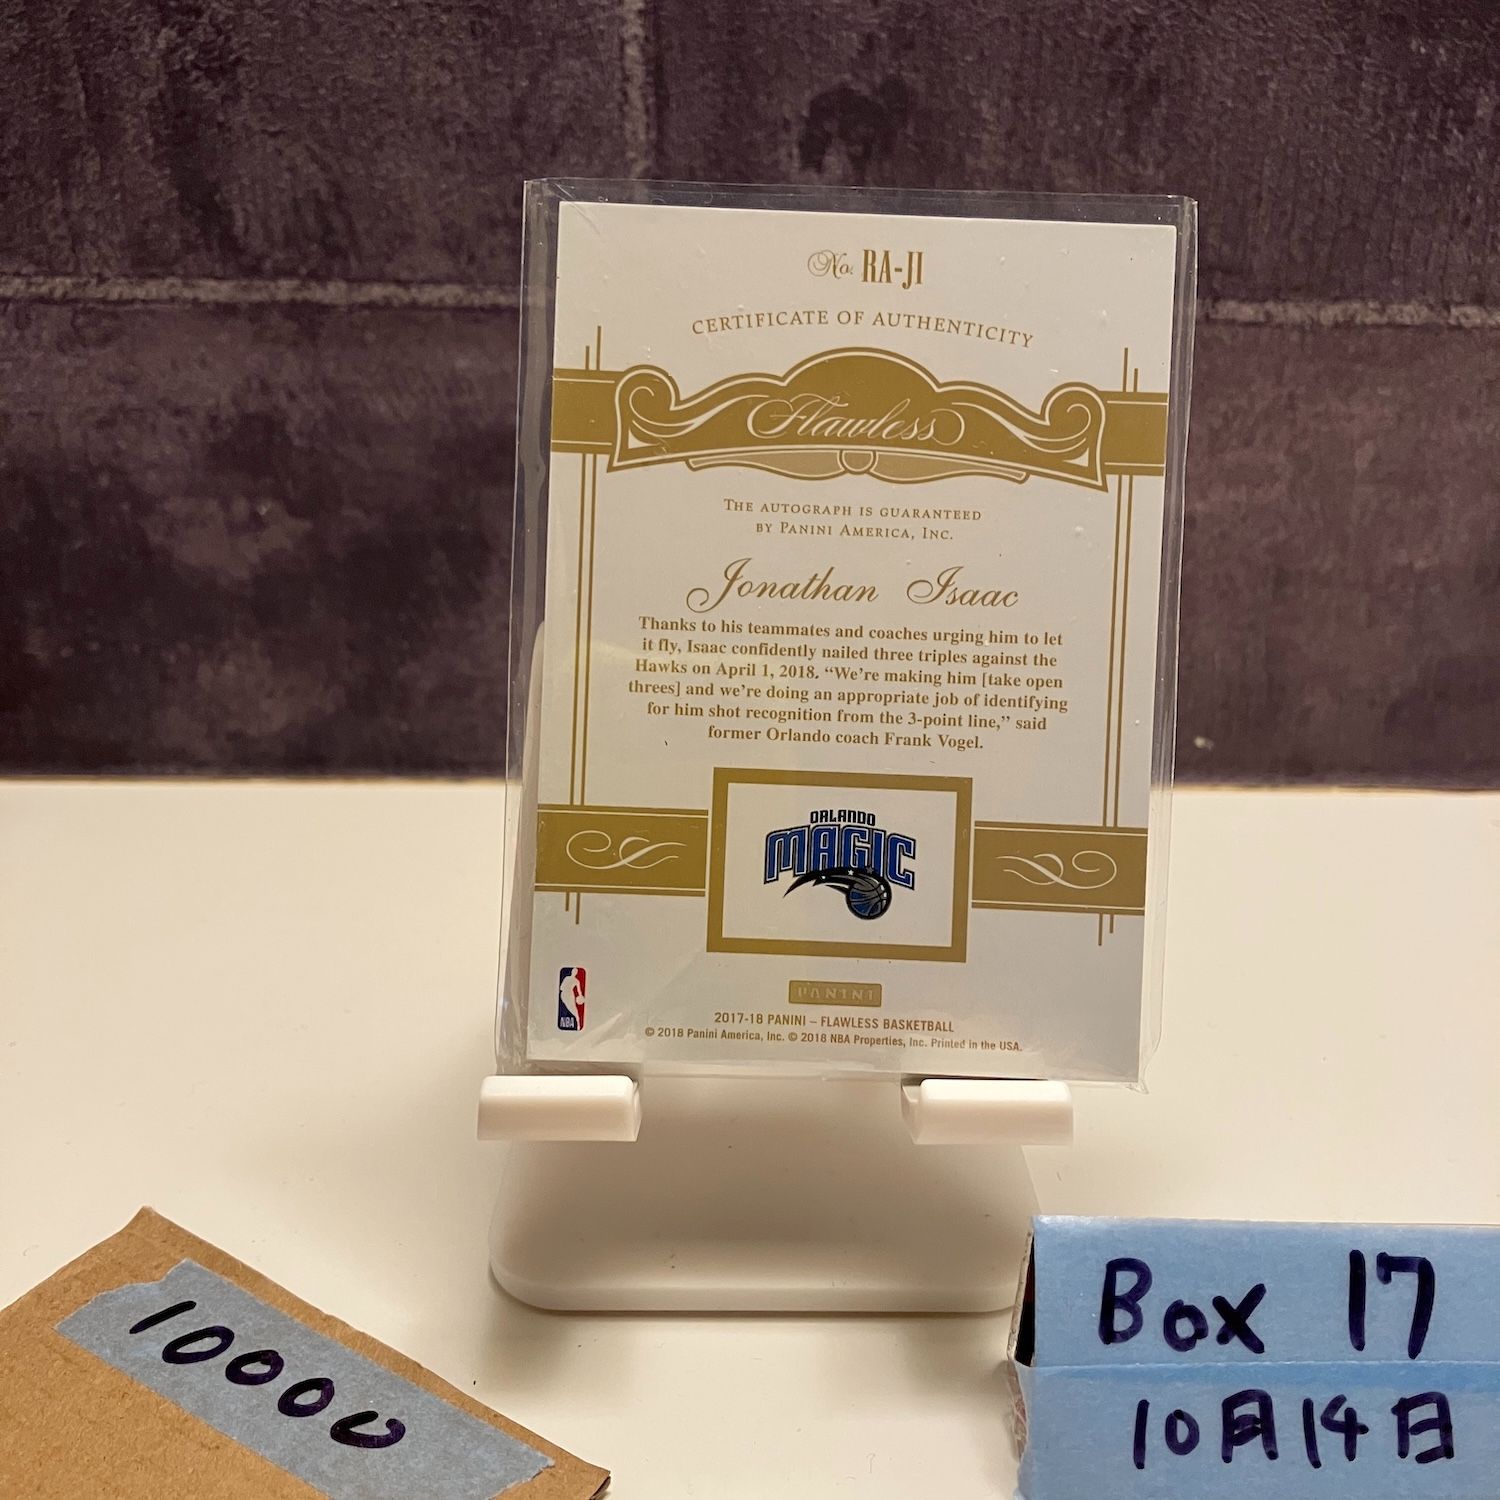 No. RA-JI
CERTIFICATE OF AUTHENTICITY
Flawless
THE AUTOGRAPH IS GUARANTEED
BY PANINI AMERICA, INC.
Jonathan Isaac
Thanks to his teammates and coaches urging him to let
it fly, Isaac confidently nailed three triples against the
Hawks on April 1, 2018. “We’re making him [take open
threes] and we’re doing an appropriate job of identifying
for him shot recognition from the 3-point line,” said
former Orlando coach Frank Vogel.
ORLANDO
MAGIC
NBA
PANINI
2017-18 PANINI – FLAWLESS BASKETBALL
© 2018 Panini America, Inc. © 2018 NBA Properties, Inc. Printed in the USA.
10000
Box 17
10月14日